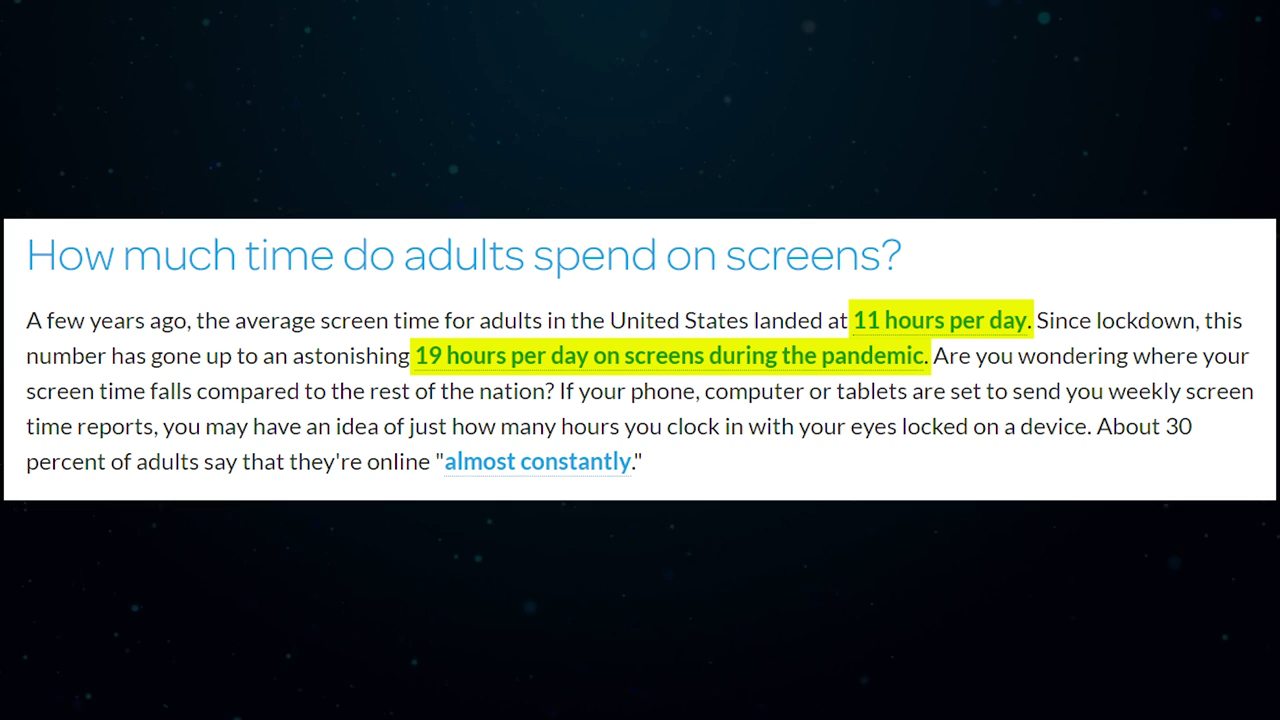 How much time do adults spend on screens?
A few years ago, the average screen time for adults in the United States landed at 11 hours per day. Since lockdown, this
number has gone up to an astonishing 19 hours per day on screens during the pandemic. Are you wondering where your
screen time falls compared to the rest of the nation? If your phone, computer or tablets are set to send you weekly screen
time reports, you may have an idea of just how many hours you clock in with your eyes locked on a device. About 30
percent of adults say that they're online "almost constantly."